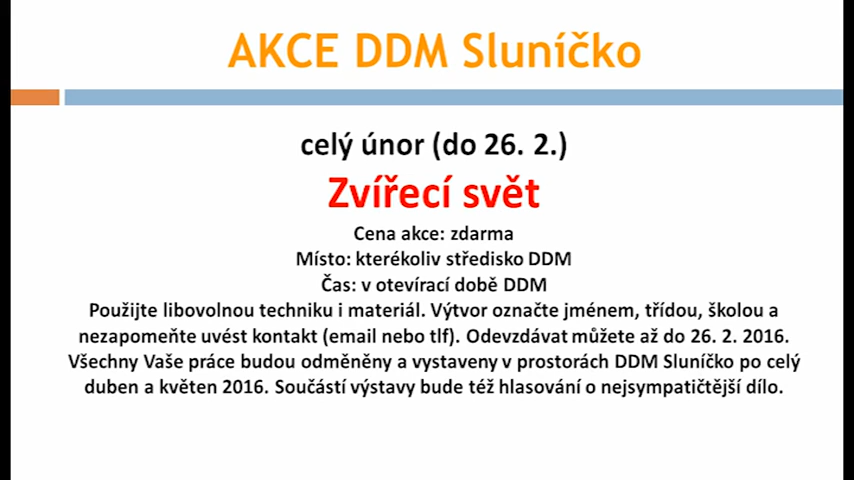 AKCE DDM Sluníčko
celý únor (do 26. 2.)
Zvířecí svět
Cena akce: zdarma
Místo: kterékoliv středisko DDM
Čas: v otevírací době DDM
Použijte libovolnou techniku i materiál. Výtvor označte jménem, třídou, školou a
nezapomeňte uvést kontakt (email nebo tlf). Odevzdávat můžete až do 26. 2. 2016.
Všechny Vaše práce budou odměněny a vystaveny v prostorách DDM Sluníčko po celý
duben a květen 2016. Součástí výstavy bude též hlasování o nejsympatičtější dílo.